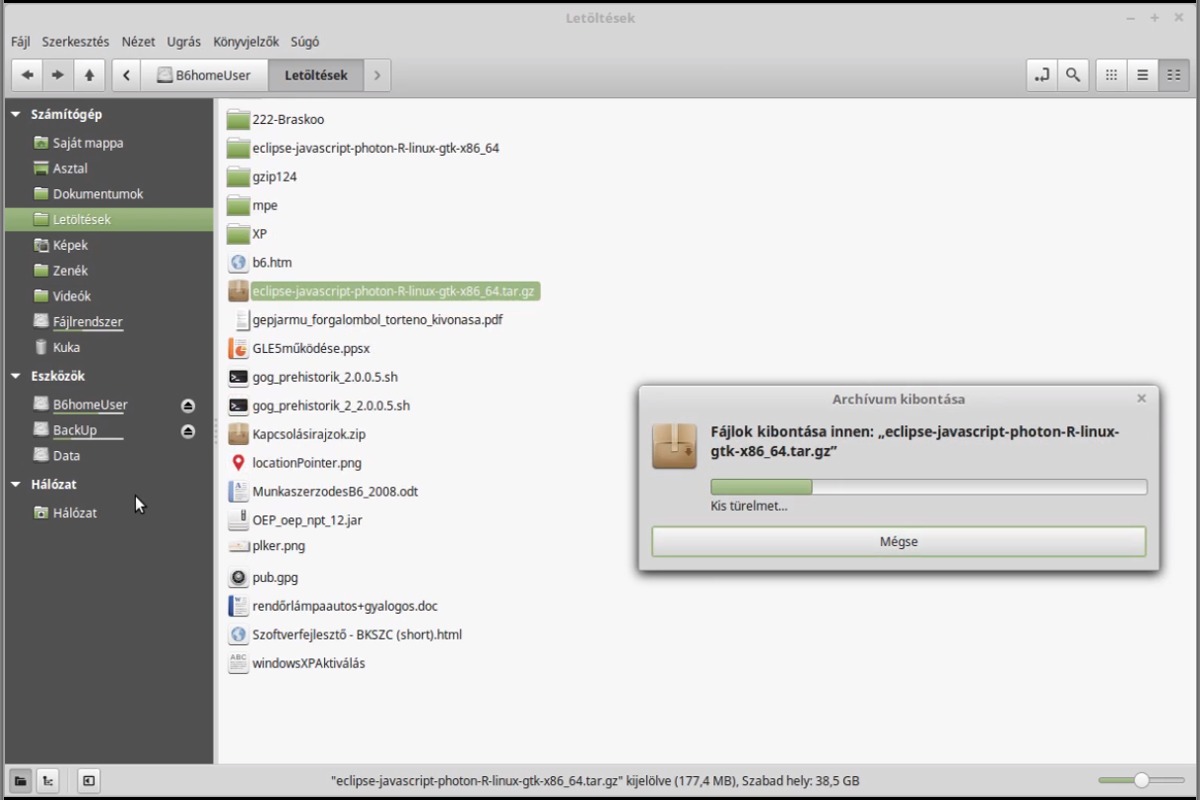 Letöltések
Fájl Szerkesztés Nézet Ugrás Könyvjelzők Súgó
B6homeUser Letöltések
Számítógép
Saját mappa
Asztal
Dokumentumok
Letöltések
Képek
Zenék
Videók
Fájlrendszer
Kuka
Eszközök
B6homeUser
BackUp
Data
Hálózat
Hálózat
222-Braskoo
eclipse-javascript-photon-R-linux-gtk-x86_64
gzip124
mpe
XP
b6.htm
eclipse-javascript-photon-R-linux-gtk-x86_64.tar.gz
gepjarmu_forgalombol_torteno_kivonasa.pdf
GLE5működése.ppsx
gog_prehistorik_2.0.0.5.sh
gog_prehistorik_2_2.0.0.5.sh
Kapcsolásirajzok.zip
locationPointer.png
MunkaszerzodesB6_2008.odt
OEP_oep_npt_12.jar
plker.png
pub.gpg
rendőrlámpaautos+gyalogos.doc
Szoftverfejlesztő - BKSZC (short).html
windowsXPAktiválás
Archívum kibontása
Fájlok kibontása innen: „eclipse-javascript-photon-R-linux-
gtk-x86_64.tar.gz”
Kis türelmet...
Mégse
"eclipse-javascript-photon-R-linux-gtk-x86_64.tar.gz" kijelölve (177,4 MB), Szabad hely: 38,5 GB